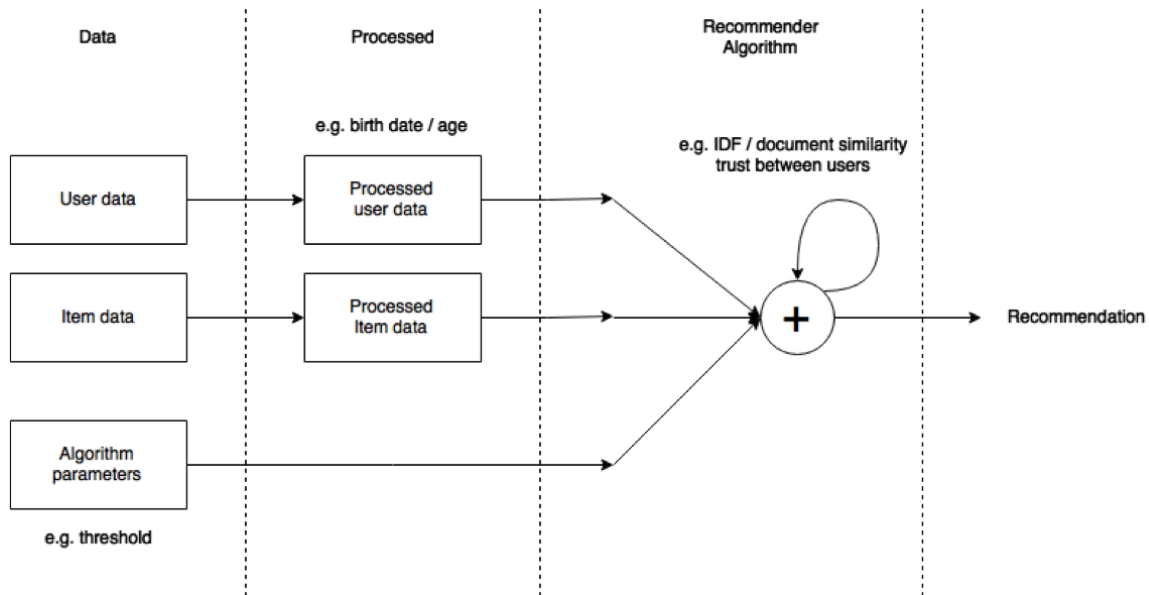 Data
Processed
Recommender
Algorithm
e.g. birth date / age
e.g. IDF / document similarity
trust between users
User data
Processed
user data
Item data
Processed
Item data
+
Recommendation
Algorithm
parameters
e.g. threshold